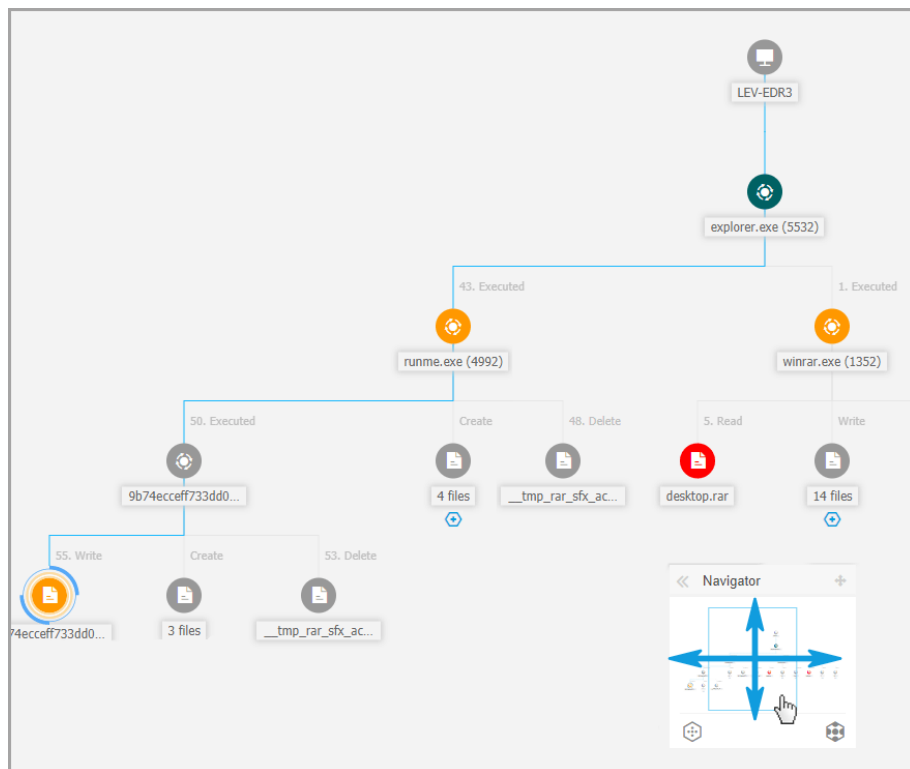 LEV-EDR3
explorer.exe (5532)
43. Executed
1. Executed
runme.exe (4992)
winrar.exe (1352)
50. Executed
Create
48. Delete
5. Read
Write
9b74ecceff733dd0...
4 files
__tmp_rar_sfx_ac...
desktop.rar
14 files
55. Write
Create
53. Delete
Navigator
74ecceff733dd0...
3 files
__tmp_rar_sfx_ac...